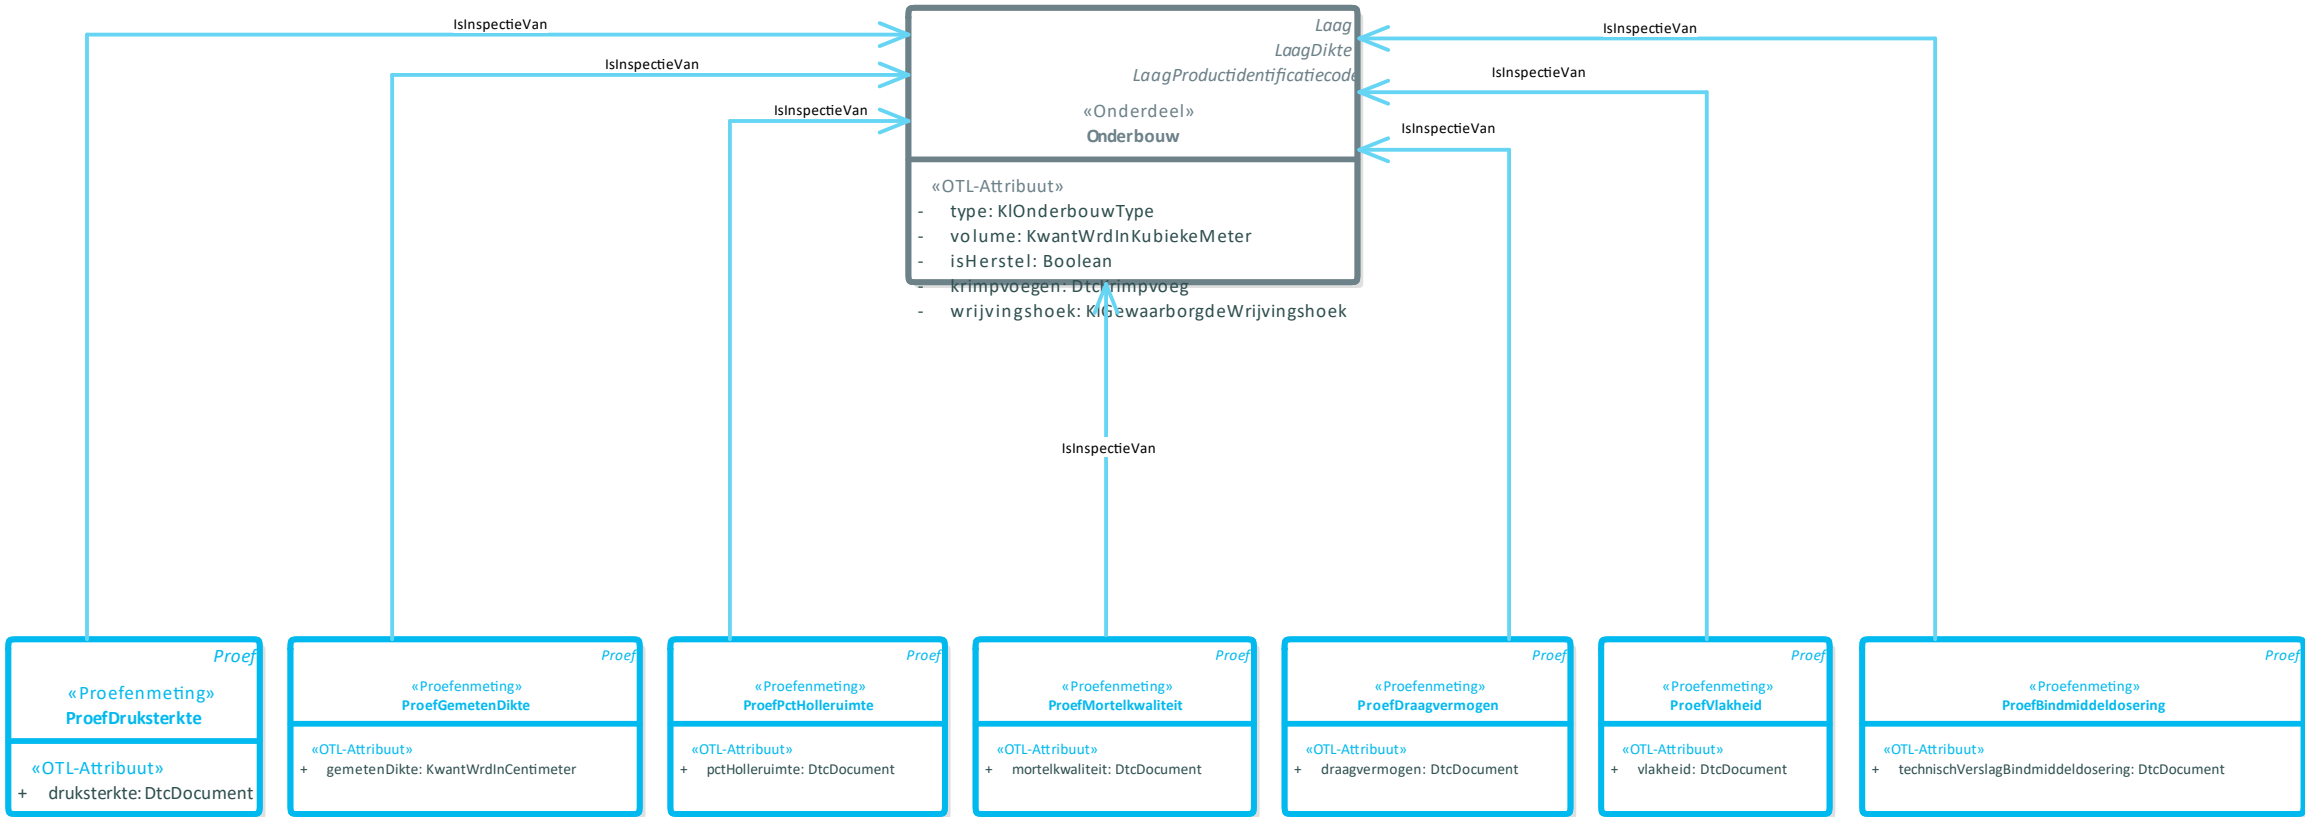 IsInspectieVan
IsInspectieVan
IsInspectieVan
Laag
LaagDikte
LaagProductidentificatiecode
«Onderdeel»
Onderbouw
«OTL-Attribuut»
- type: KlOnderbouwType
- volume: KwantWrdInKubiekeMeter
- isHerstel: Boolean
- krimpvoegen: DtcKrimpvoeg
- wrijvingshoek: KlGewaarborgdeWrijvingshoek
IsInspectieVan
IsInspectieVan
IsInspectieVan
IsInspectieVan
Proef
«Proefenmeting»
ProefDruksterkte
«OTL-Attribuut»
+ druksterkte: DtcDocument
Proef
«Proefenmeting»
ProefGemetenDikte
«OTL-Attribuut»
+ gemetenDikte: KwantWrdInCentimeter
Proef
«Proefenmeting»
ProefPctHolleruimte
«OTL-Attribuut»
+ pctHolleruimte: DtcDocument
Proef
«Proefenmeting»
ProefMortelkwaliteit
«OTL-Attribuut»
+ mortelkwaliteit: DtcDocument
Proef
«Proefenmeting»
ProefDraagvermogen
«OTL-Attribuut»
+ draagvermogen: DtcDocument
Proef
«Proefenmeting»
ProefVlakheid
«OTL-Attribuut»
+ vlakheid: DtcDocument
Proef
«Proefenmeting»
ProefBindmiddeldosering
«OTL-Attribuut»
+ technischVerslagBindmiddeldosering: DtcDocument